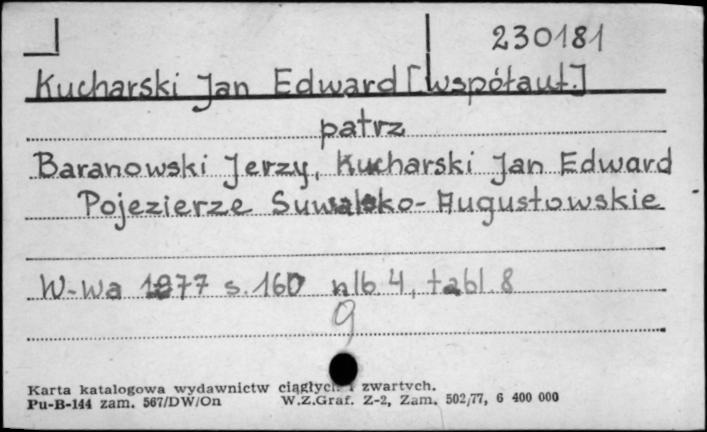 230181
Kucharski Jan Edward [współaut.]
patrz
Baranowski Jerzy, Kucharski Jan Edward
Pojezierze Suwalsko-Augustowskie
W-wa 1977 s. 160 nlb. 4, tabl. 8
9
Karta katalogowa wydawnictw ciągłych i zwartych.
Pu-B-144 zam. 567/DW/On W.Z.Graf. Z-2, Zam. 502/77, 6 400 000